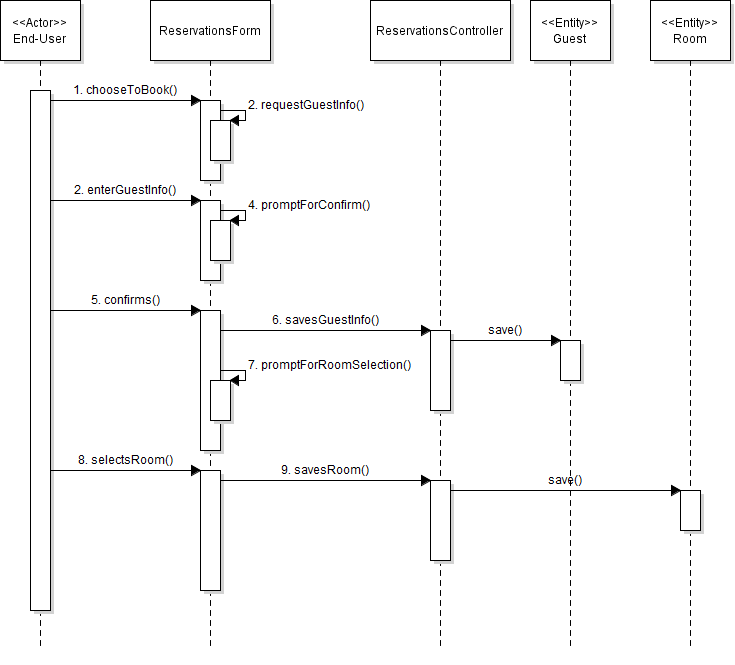 <<Actor>>
End-User
ReservationsForm
ReservationsController
<<Entity>>
Guest
<<Entity>>
Room
1. chooseToBook()
2. requestGuestInfo()
2. enterGuestInfo()
4. promptForConfirm()
5. confirms()
6. savesGuestInfo()
save()
7. promptForRoomSelection()
8. selectsRoom()
9. savesRoom()
save()